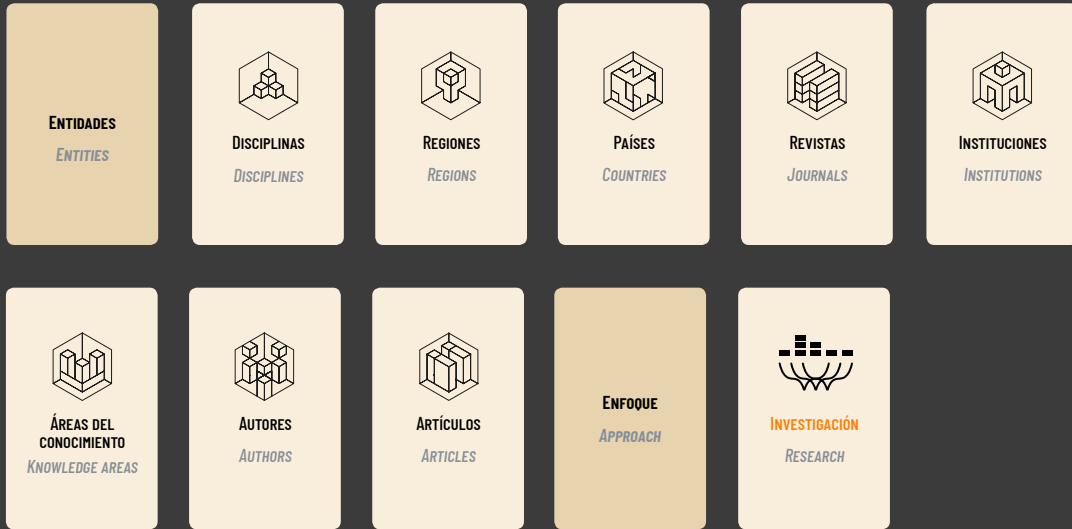 Entidades
Entities
Disciplinas
Disciplines
Regiones
Regions
Países
Countries
Revistas
Journals
Instituciones
Institutions
Áreas del
conocimiento
Knowledge areas
Autores
Authors
Artículos
Articles
Enfoque
Approach
Investigación
Research